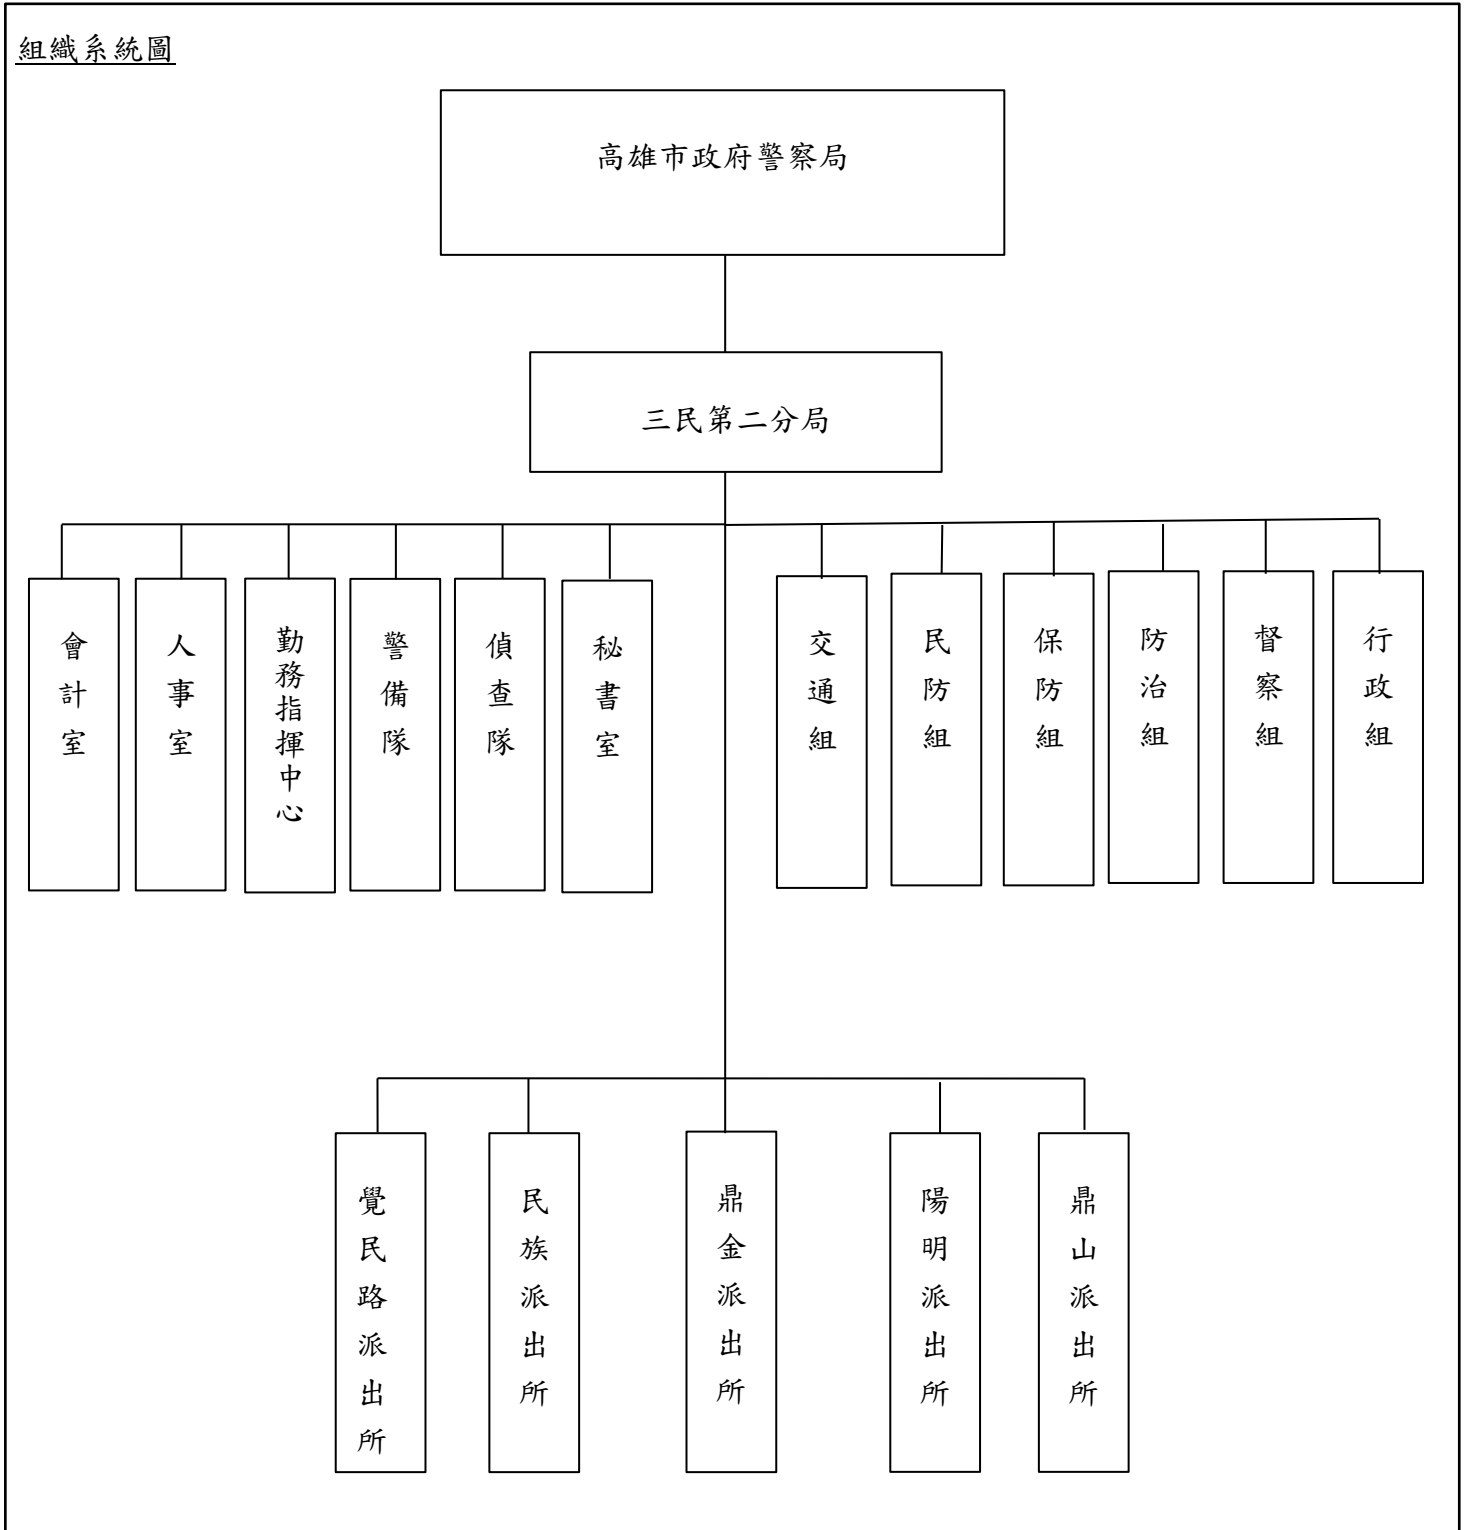 組織系統圖
高雄市政府警察局
三民第二分局
會計室
人事室
勤務指揮中心
警備隊
偵查隊
秘書室
交通組
民防組
保防組
防治組
督察組
行政組
覺民路派出所
民族派出所
鼎金派出所
陽明派出所
鼎山派出所